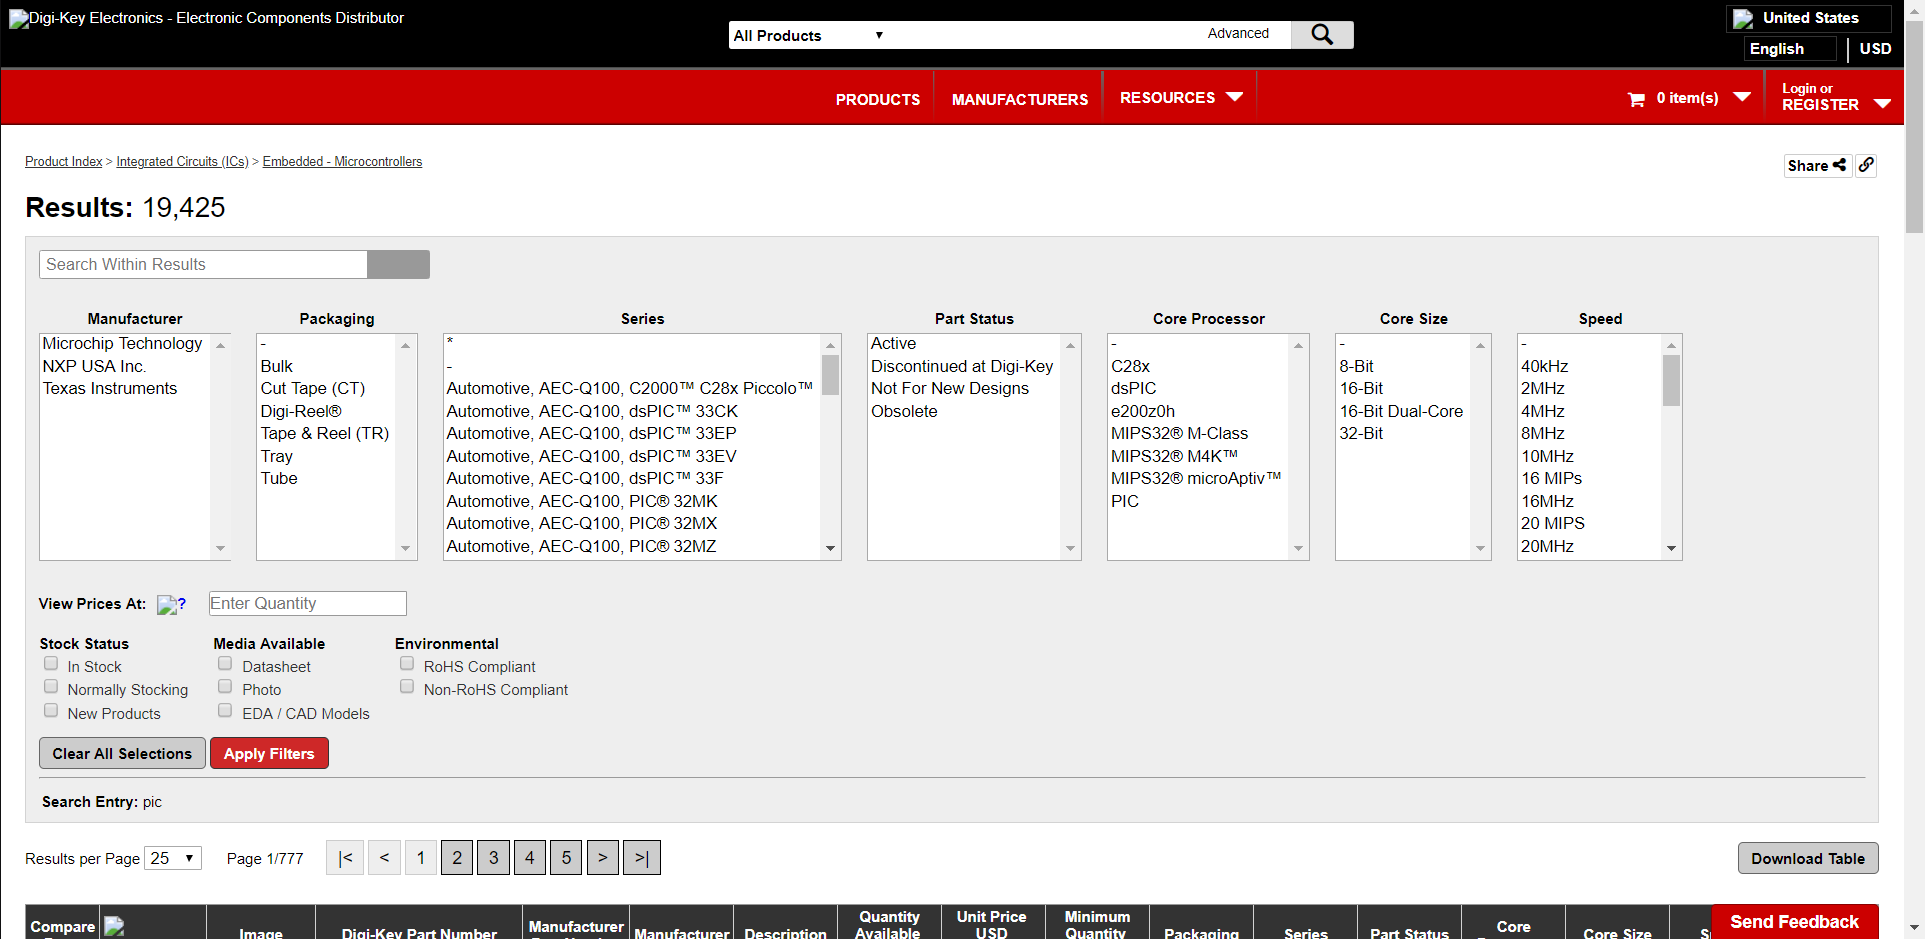 Digi-Key Electronics - Electronic Components Distributor
All Products
Advanced
United States
English
USD
PRODUCTS
MANUFACTURERS
RESOURCES
0 item(s)
Login or
REGISTER
Product Index > Integrated Circuits (ICs) > Embedded - Microcontrollers
Share
Results: 19,425
Search Within Results
Manufacturer
Microchip Technology
NXP USA Inc.
Texas Instruments
Packaging
-
Bulk
Cut Tape (CT)
Digi-Reel®
Tape & Reel (TR)
Tray
Tube
Series
*
-
Automotive, AEC-Q100, C2000™ C28x Piccolo™
Automotive, AEC-Q100, dsPIC™ 33CK
Automotive, AEC-Q100, dsPIC™ 33EP
Automotive, AEC-Q100, dsPIC™ 33EV
Automotive, AEC-Q100, dsPIC™ 33F
Automotive, AEC-Q100, PIC® 32MK
Automotive, AEC-Q100, PIC® 32MX
Automotive, AEC-Q100, PIC® 32MZ
Part Status
Active
Discontinued at Digi-Key
Not For New Designs
Obsolete
Core Processor
-
C28x
dsPIC
e200z0h
MIPS32® M-Class
MIPS32® M4K™
MIPS32® microAptiv™
PIC
Core Size
-
8-Bit
16-Bit
16-Bit Dual-Core
32-Bit
Speed
-
40kHz
2MHz
4MHz
8MHz
10MHz
16 MIPs
16MHz
20 MIPS
20MHz
View Prices At:
?
Enter Quantity
Stock Status
In Stock
Normally Stocking
New Products
Media Available
Datasheet
Photo
EDA / CAD Models
Environmental
RoHS Compliant
Non-RoHS Compliant
Clear All Selections
Apply Filters
Search Entry: pic
Results per Page 25
Page 1/777
|< < 1 2 3 4 5 > >|
Download Table
Compare
Image
Digi-Key Part Number
Manufacturer
Manufacturer
Description
Quantity
Available
Unit Price
USD
Minimum
Quantity
Packaging
Series
Part Status
Core
Core Size
Send Feedback